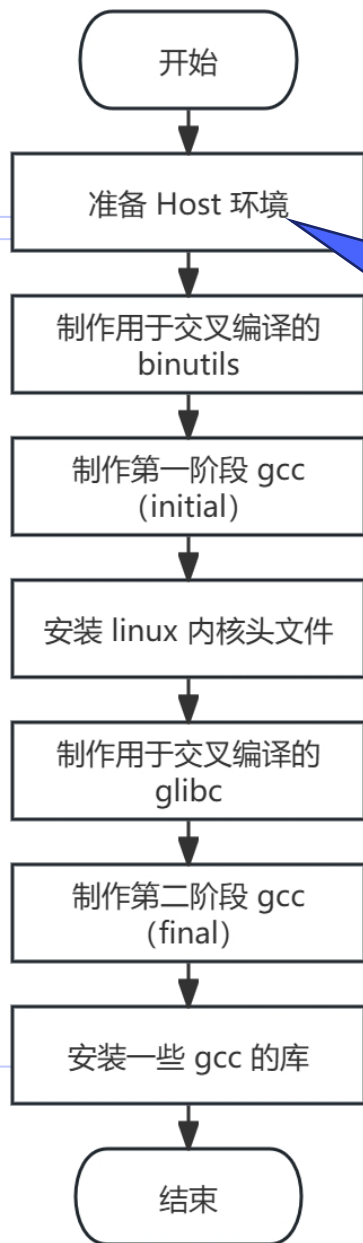 开始
准备 Host 环境
制作用于交叉编译的
binutils
制作第一阶段 gcc
（initial）
安装 linux 内核头文件
制作用于交叉编译的
glibc
制作第二阶段 gcc
（final）
安装一些 gcc 的库
结束